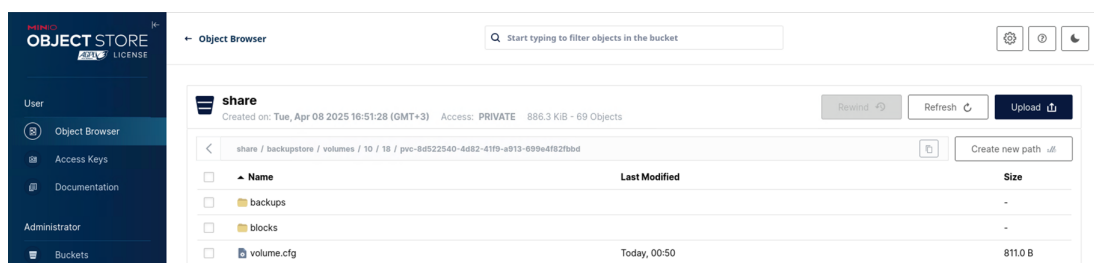 MINIO
OBJECT STORE
AGPLv3 LICENSE
← Object Browser
Start typing to filter objects in the bucket
User
Object Browser
Access Keys
Documentation
Administrator
Buckets
share
Created on: Tue, Apr 08 2025 16:51:28 (GMT+3) Access: PRIVATE 886.3 KiB - 69 Objects
Rewind
Refresh
Upload
share / backupstore / volumes / 10 / 18 / pvc-8d522540-4d82-41f9-a913-699e4f82fbbd
Create new path
Name Last Modified Size
backups -
blocks -
volume.cfg Today, 00:50 811.0 B